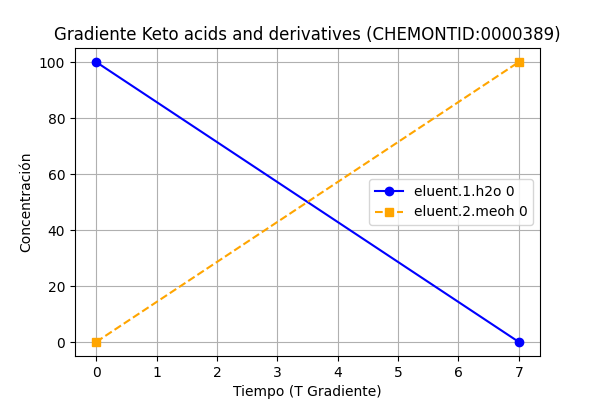 Gradiente Keto acids and derivatives (CHEMONTID:0000389)
100
80
60
40
20
0
Concentración
eluent.1.h2o 0
eluent.2.meoh 0
0 1 2 3 4 5 6 7
Tiempo (T Gradiente)